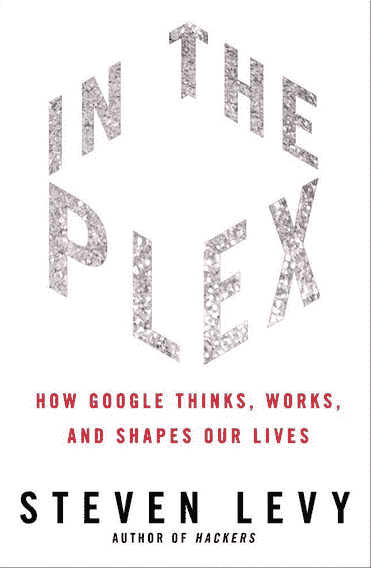 IN THE
PLEX
HOW GOOGLE THINKS, WORKS,
AND SHAPES OUR LIVES
STEVEN LEVY
AUTHOR OF HACKERS